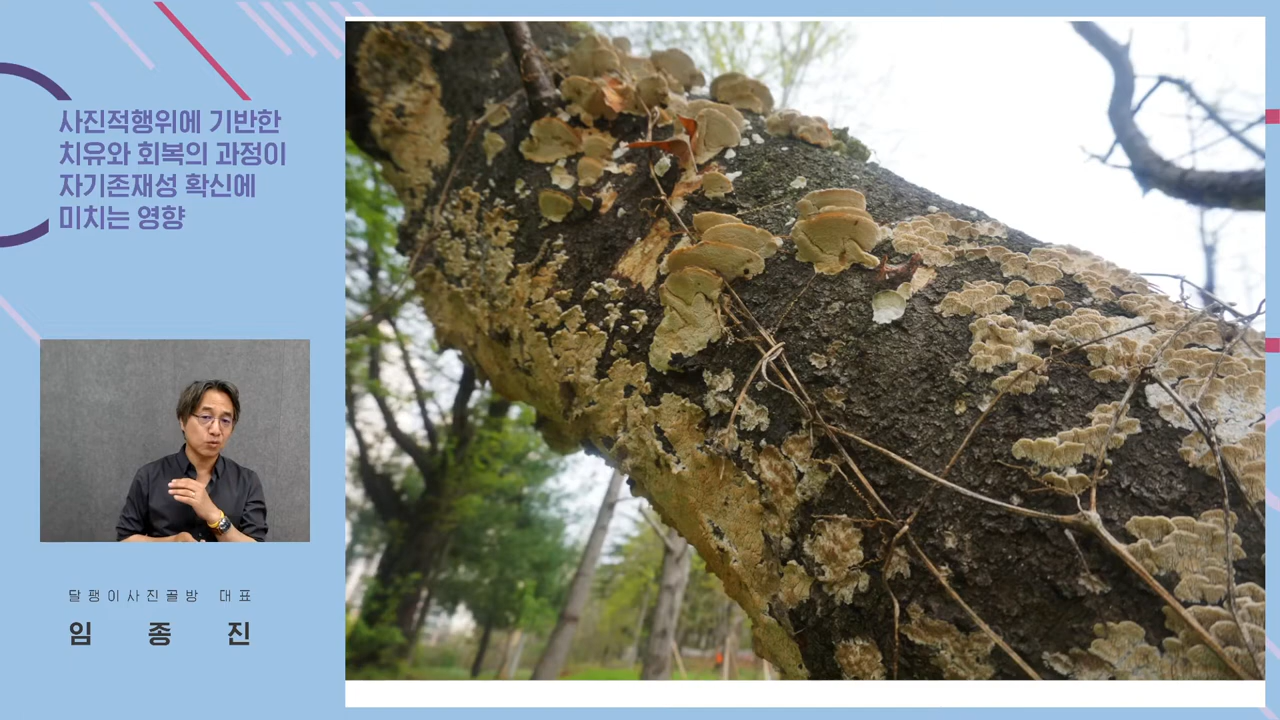 사진적행위에 기반한
치유와 회복의 과정이
자기존재성 확신에
미치는 영향
달팽이사진골방 대표
임종진